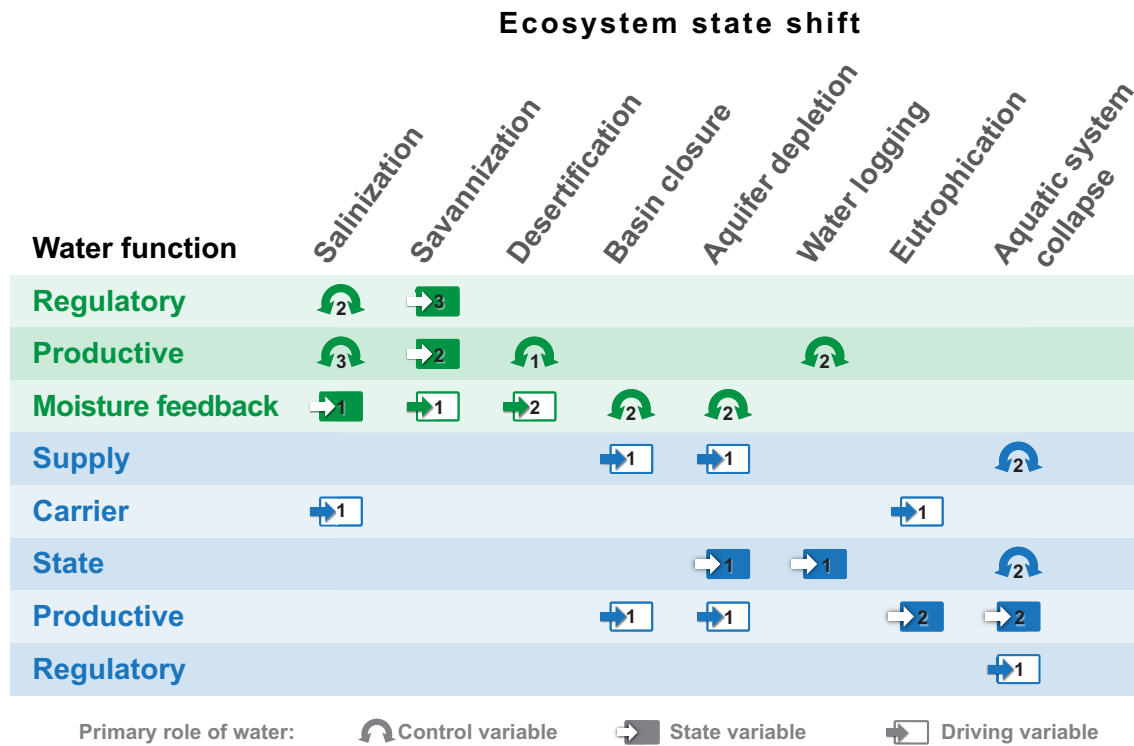 Ecosystem state shift
Salinization
Savannization
Desertification
Basin closure
Aquifer depletion
Water logging
Eutrophication
Aquatic system
collapse
Water function
Regulatory 2 3
Productive 3 2 1 2
Moisture feedback 1 1 2 2 2
Supply 1 1 2
Carrier 1 1
State 1 1 2
Productive 1 1 2 2
Regulatory 1
Primary role of water: Control variable State variable Driving variable